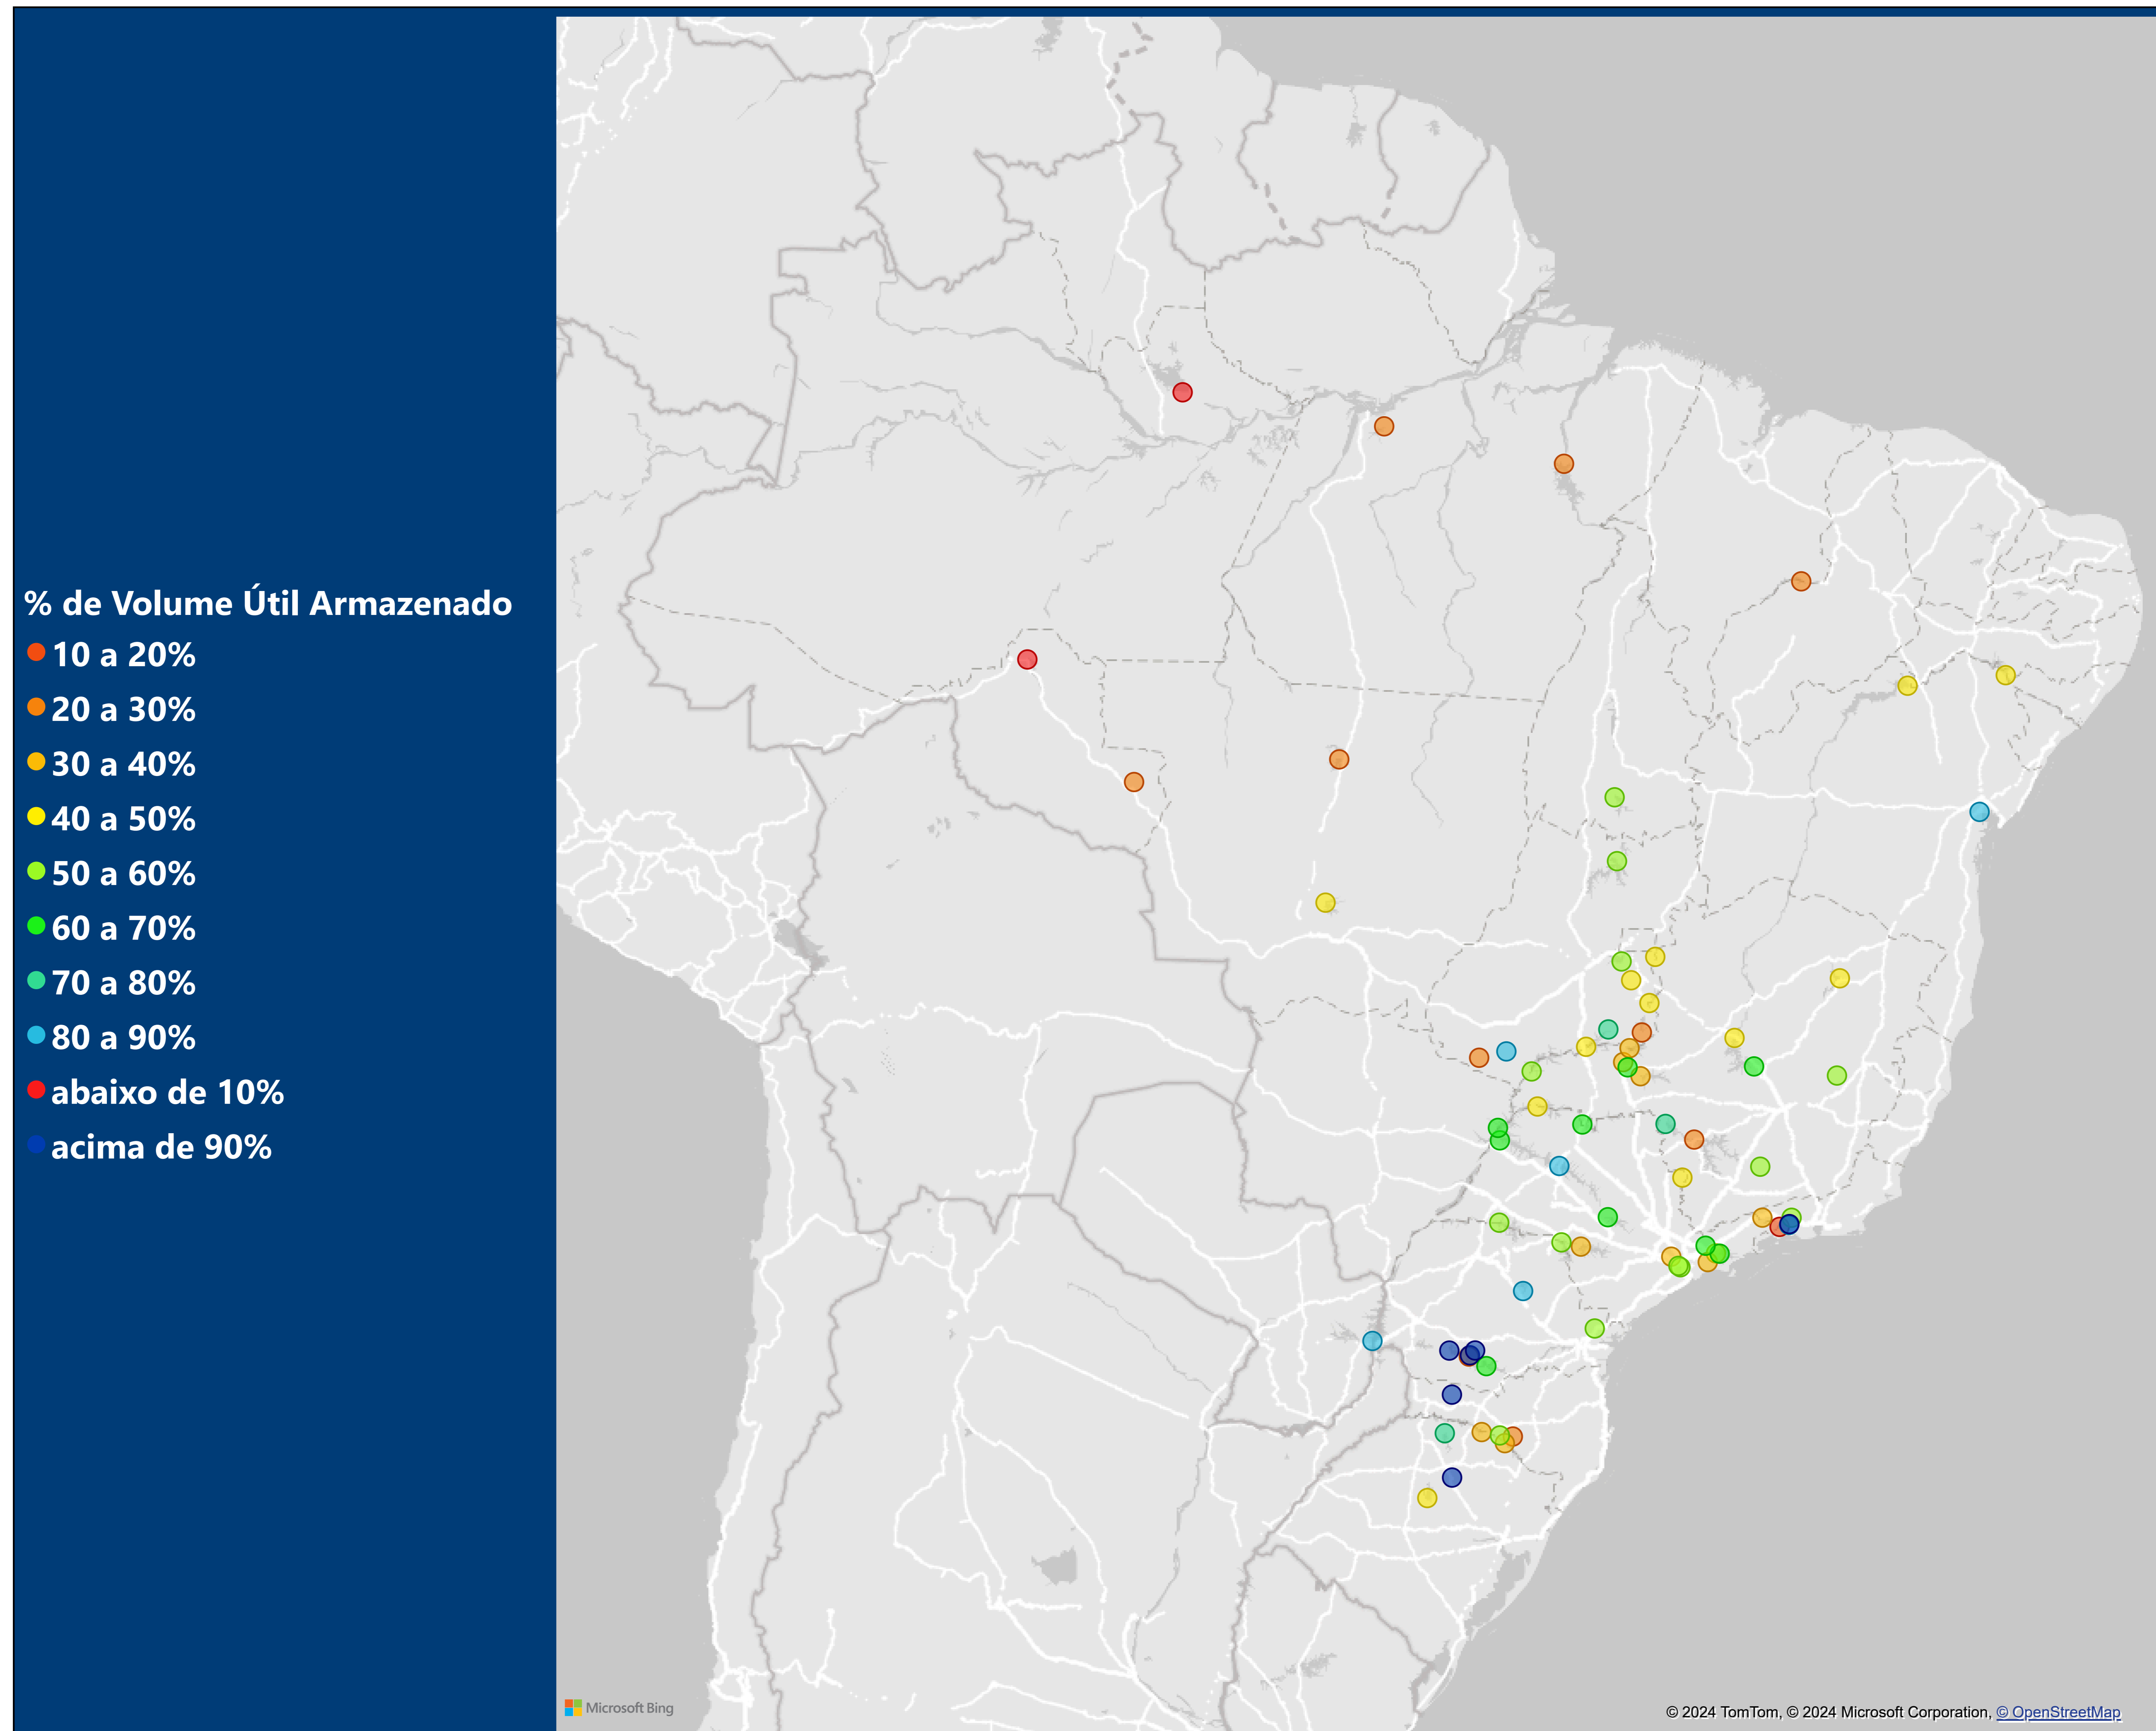 % de Volume Útil Armazenado
10 a 20%
20 a 30%
30 a 40%
40 a 50%
50 a 60%
60 a 70%
70 a 80%
80 a 90%
abaixo de 10%
acima de 90%
Microsoft Bing
© 2024 TomTom, © 2024 Microsoft Corporation, © OpenStreetMap